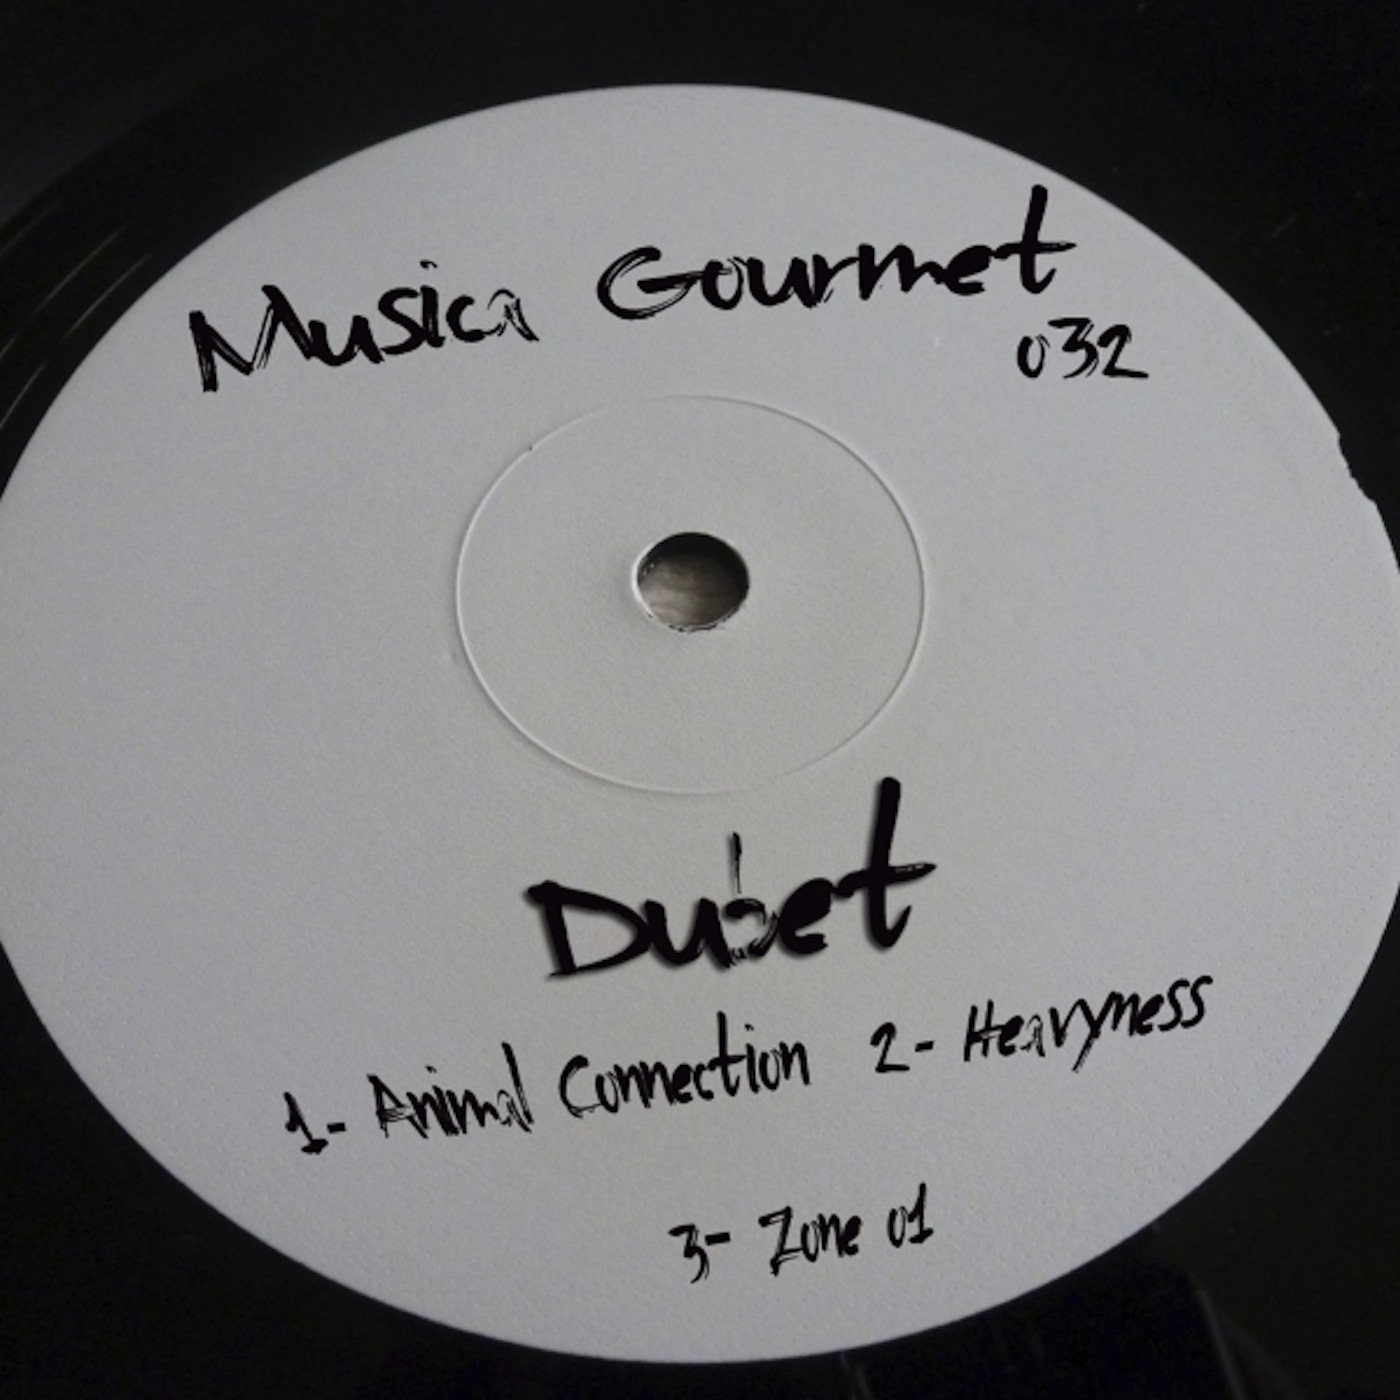 Musica Gourmet
032
Dubet
1- Animal Connection 2- Heavyness
3- Zone 01